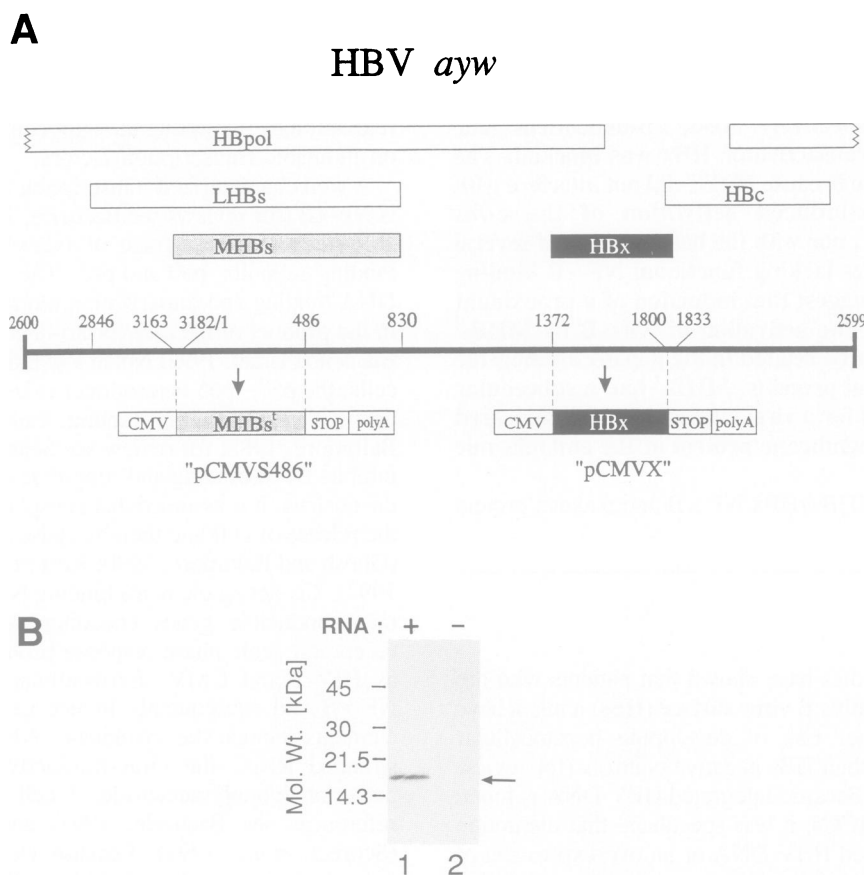 A
HBV ayw
HBpol
LHBs
HBc
MHBs
HBx
2600 2846 3163 3182/1 486 830 1372 1800 1833 2599
CMV MHBs^t STOP polyA
CMV HBx STOP polyA
"pCMVS486"
"pCMVX"
B
RNA : + −
Mol. Wt. [kDa]
45
30
21.5
14.3
1 2